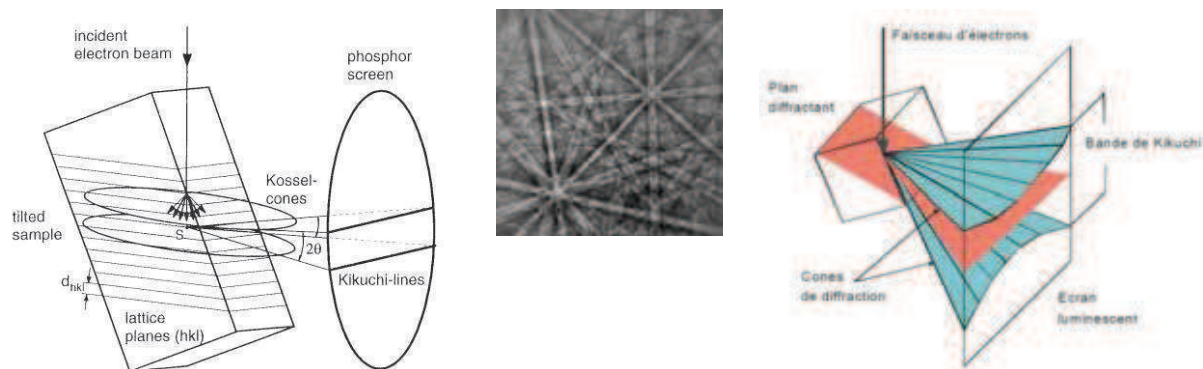 incident
electron beam
phosphor
screen
Kossel-
cones
tilted
sample
S
2θ
Kikuchi-lines
d_hkl
lattice
planes (hkl)
Faisceau d'électrons
Plan
diffractant
Bande de Kikuchi
Cones
de diffraction
Ecran
luminescent